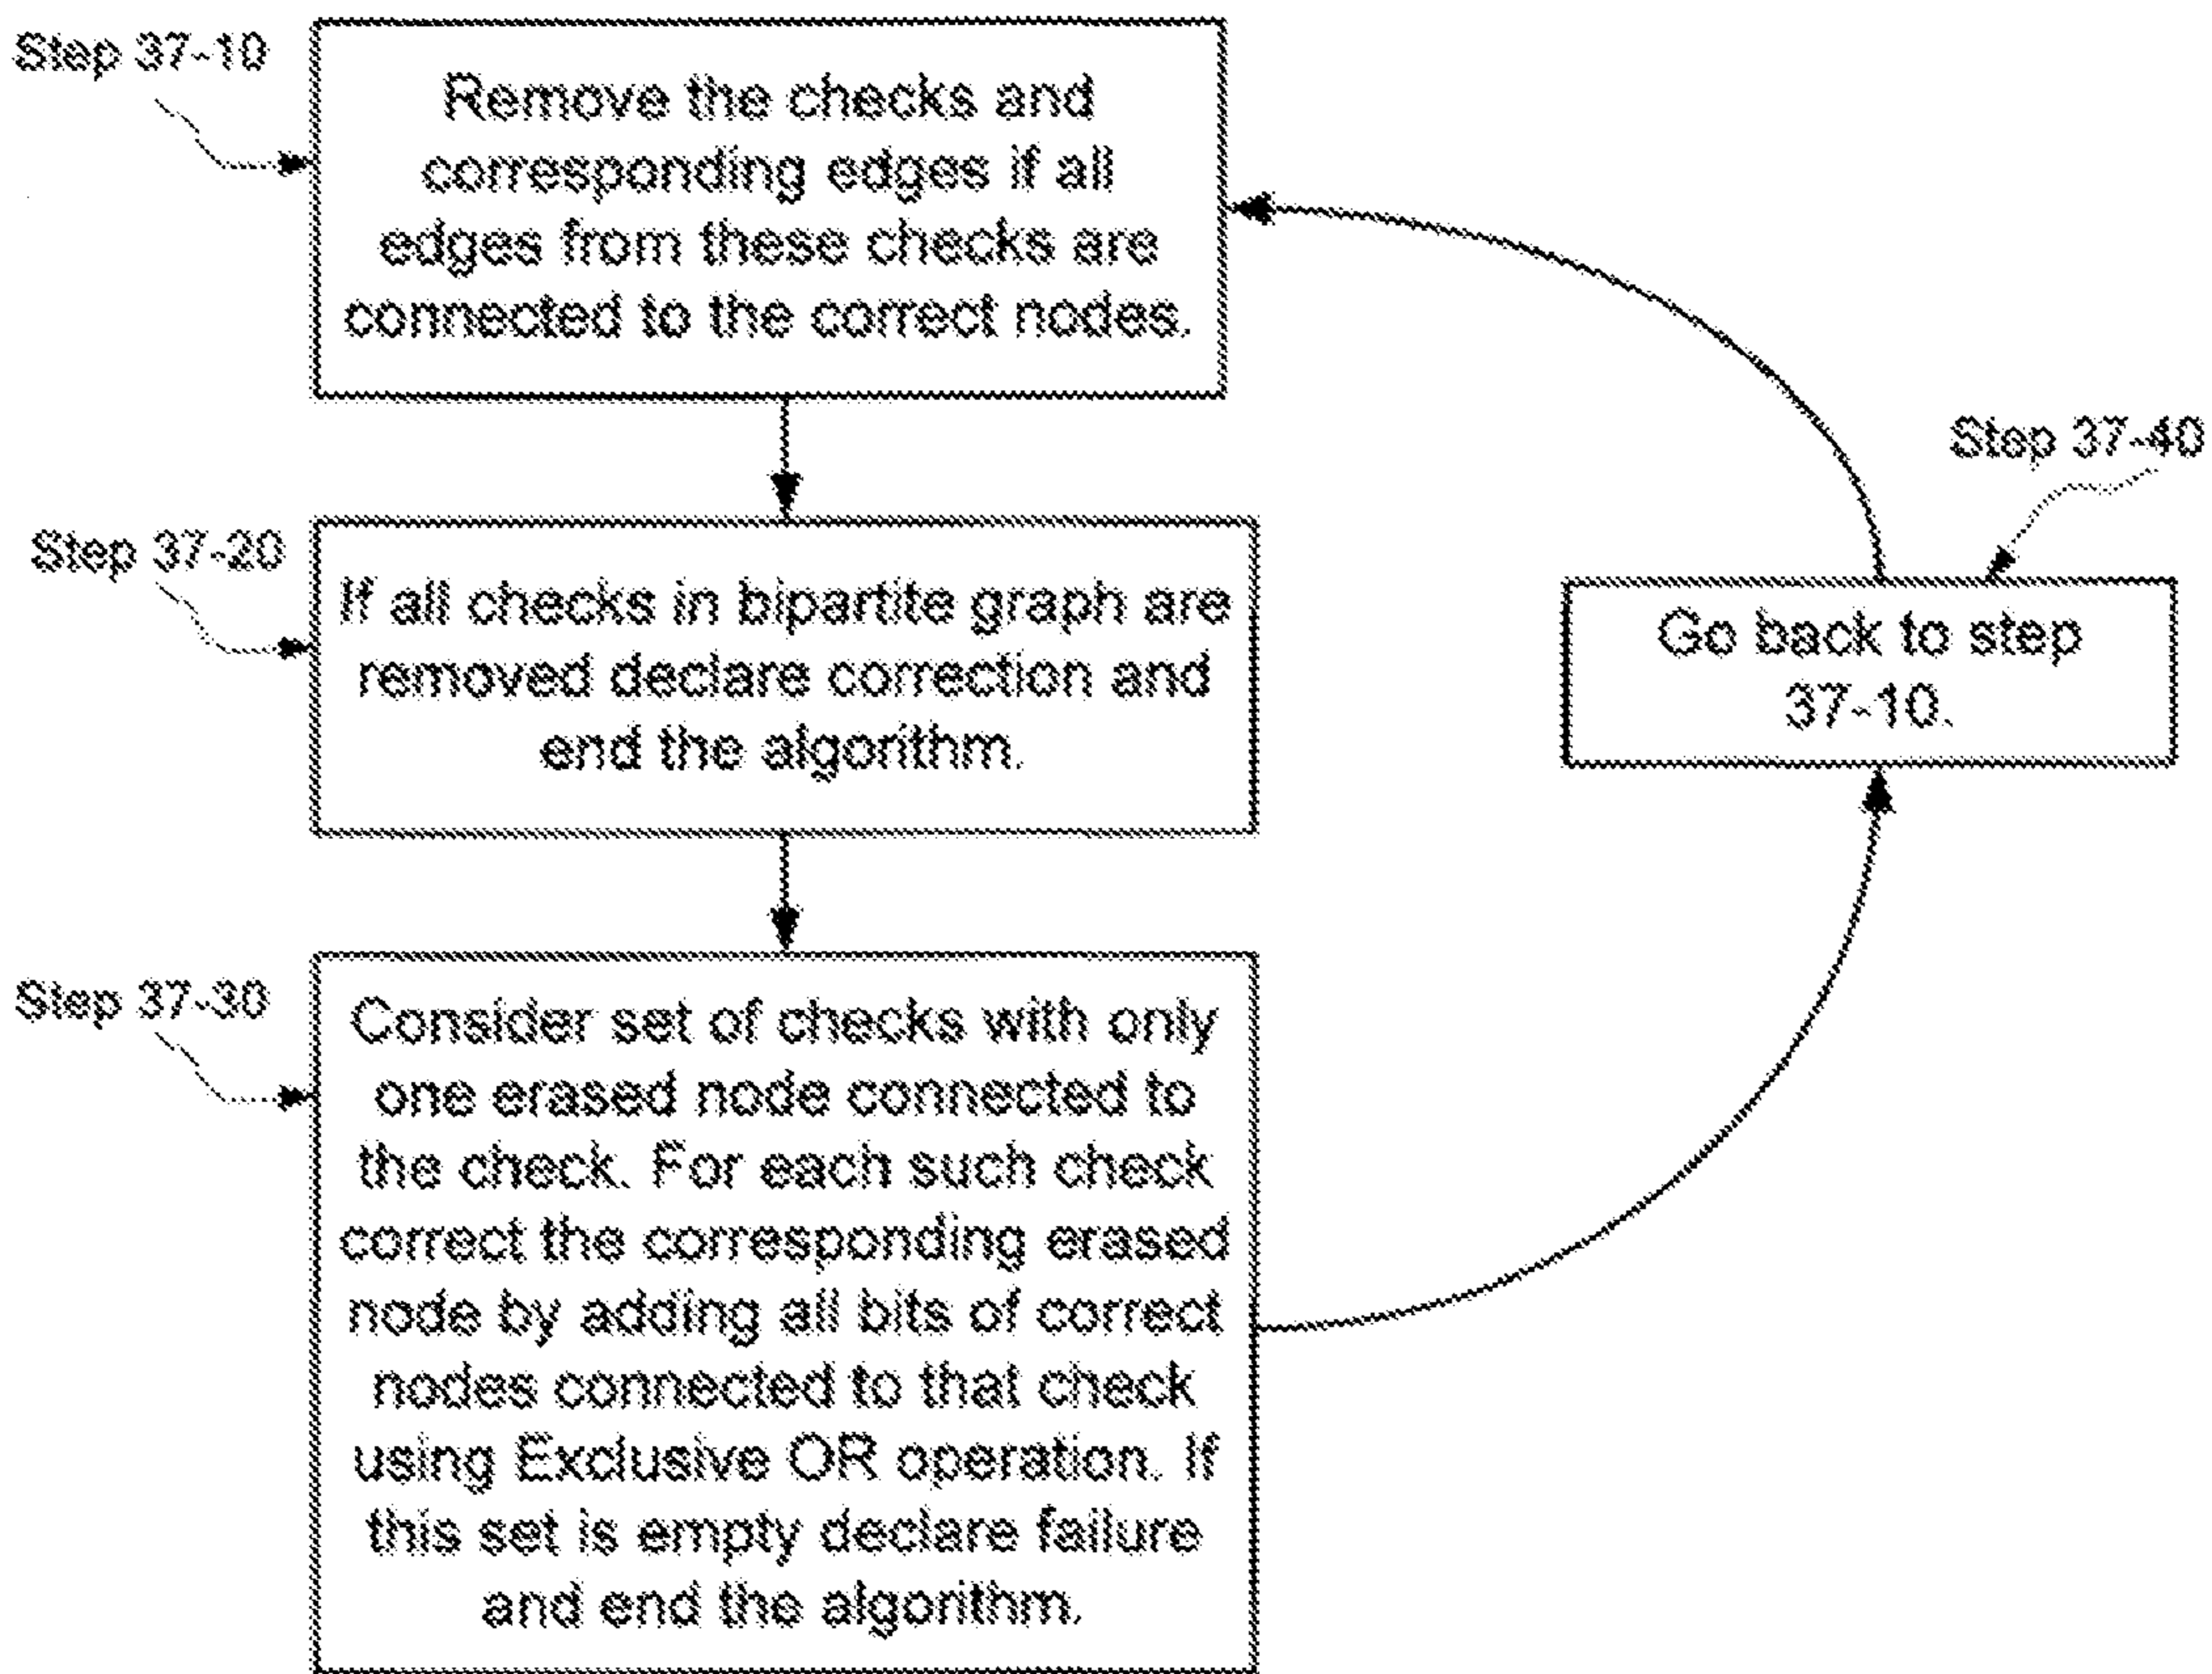 Step 37-10
Remove the checks and
corresponding edges if all
edges from these checks are
connected to the correct nodes.
Step 37-20
If all checks in bipartite graph are
removed declare correction and
end the algorithm.
Step 37-40
Go back to step
37-10.
Step 37-30
Consider set of checks with only
one erased node connected to
the check. For each such check
correct the corresponding erased
node by adding all bits of correct
nodes connected to that check
using Exclusive OR operation. If
this set is empty declare failure
and end the algorithm.